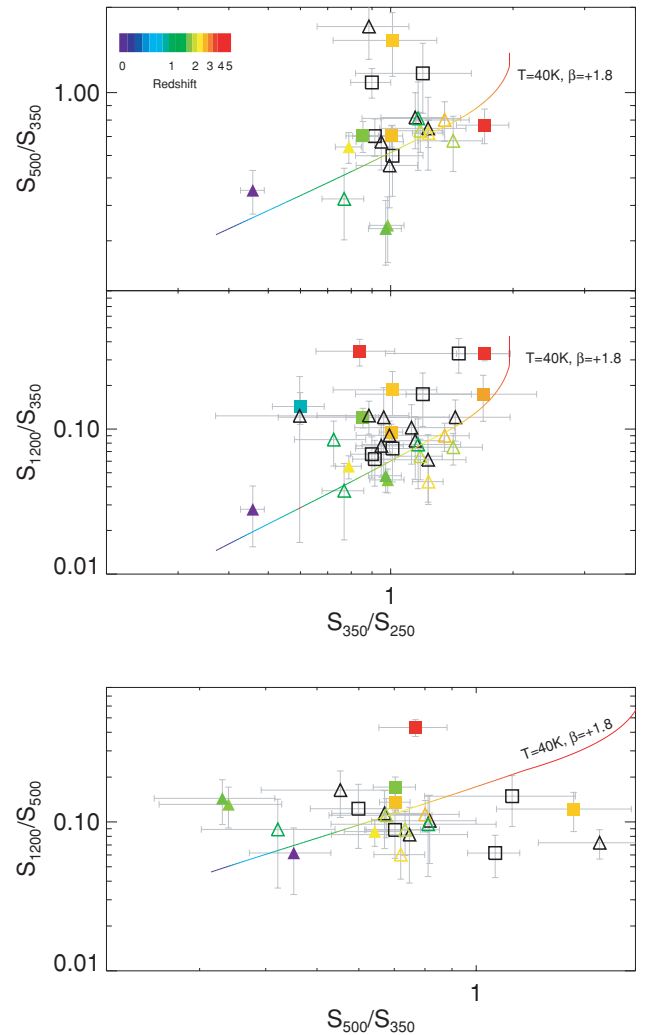 0 1 2 3 4 5
Redshift
T=40K, β=+1.8
1.00
S500/S350
T=40K, β=+1.8
0.10
0.01
S1200/S350
1
S350/S250
T=40K, β=+1.8
0.10
0.01
S1200/S500
1
S500/S350